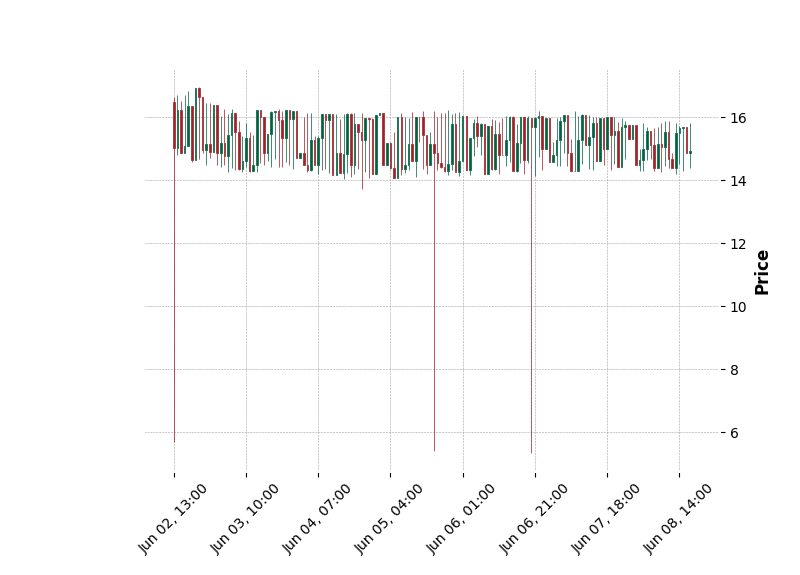 16
14
12
10
8
6
Price
Jun 02, 13:00
Jun 03, 10:00
Jun 04, 07:00
Jun 05, 04:00
Jun 06, 01:00
Jun 06, 21:00
Jun 07, 18:00
Jun 08, 14:00